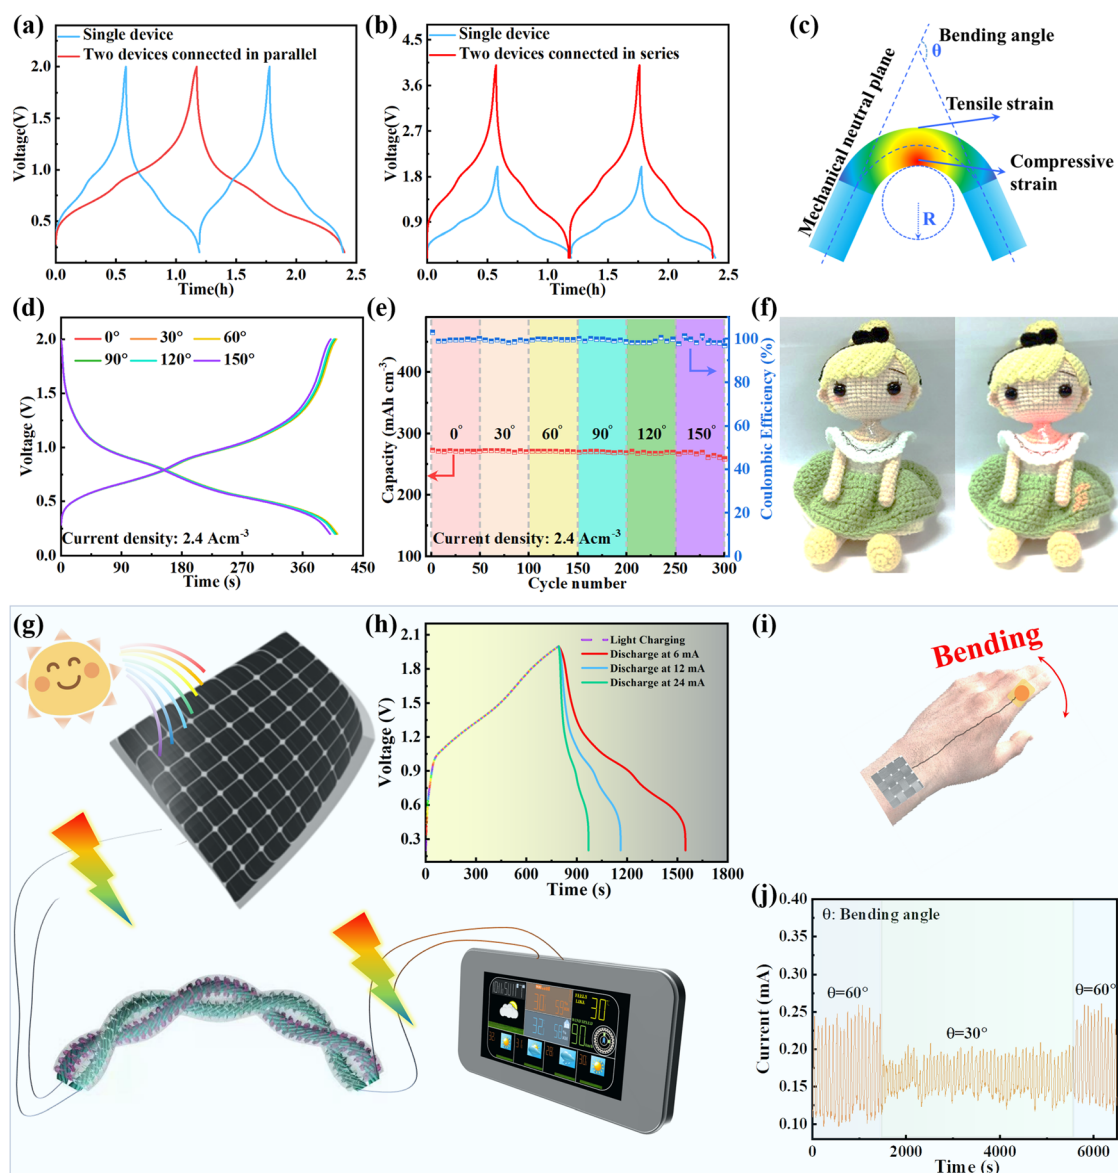 (a)
Single device
Two devices connected in parallel
Voltage(V)
2.0
1.5
1.0
0.5
0.0 0.5 1.0 1.5 2.0 2.5
Time(h)
(b)
Single device
Two devices connected in series
Voltage(V)
4.5
3.6
2.7
1.8
0.9
0.0 0.5 1.0 1.5 2.0 2.5
Time(h)
(c)
Bending angle
θ
Mechanical neutral plane
Tensile strain
Compressive
strain
R
(d)
0° 30° 60°
90° 120° 150°
Voltage (V)
2.0
1.5
1.0
0.5
0.0
Current density: 2.4 Acm-3
0 90 180 270 360 450
Time (s)
(e)
Capacity (mAh cm-3)
450
360
270
180
100
0° 30° 60° 90° 120° 150°
Current density: 2.4 Acm-3
0 50 100 150 200 250 300
Cycle number
100
80
60
40
20
0
Coulombic Efficiency (%)
(f)
(g)
(h)
Light Charging
Discharge at 6 mA
Discharge at 12 mA
Discharge at 24 mA
Voltage (V)
2.1
1.8
1.5
1.2
0.9
0.6
0.3
0 300 600 900 1200 1500 1800
Time (s)
(i)
Bending
(j)
θ: Bending angle
Current (mA)
0.40
0.35
0.30
0.25
0.20
0.15
0.10
θ=60°
θ=30°
θ=60°
0 2000 4000 6000
Time (s)